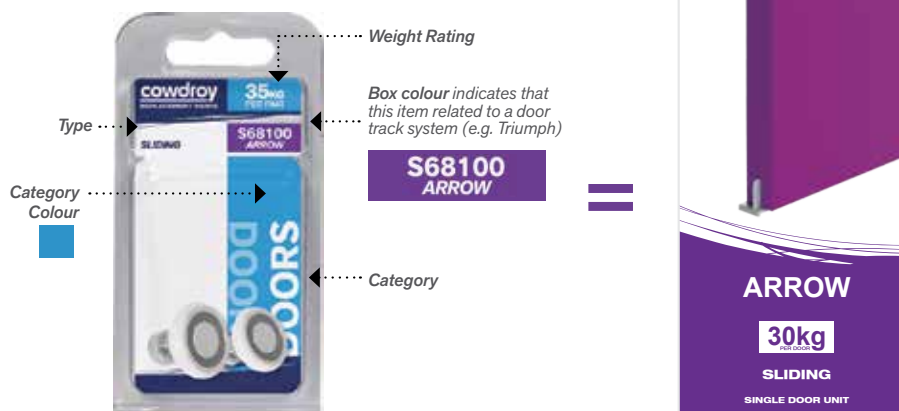 Weight Rating
cowdroy
35KG
Box colour indicates that
this item related to a door
track system (e.g. Triumph)
Type
SLIDING
S68100
ARROW
S68100
ARROW
Category
Colour
DOORS
DOORS
Category
=
ARROW
30kg
PER DOOR
SLIDING
SINGLE DOOR UNIT